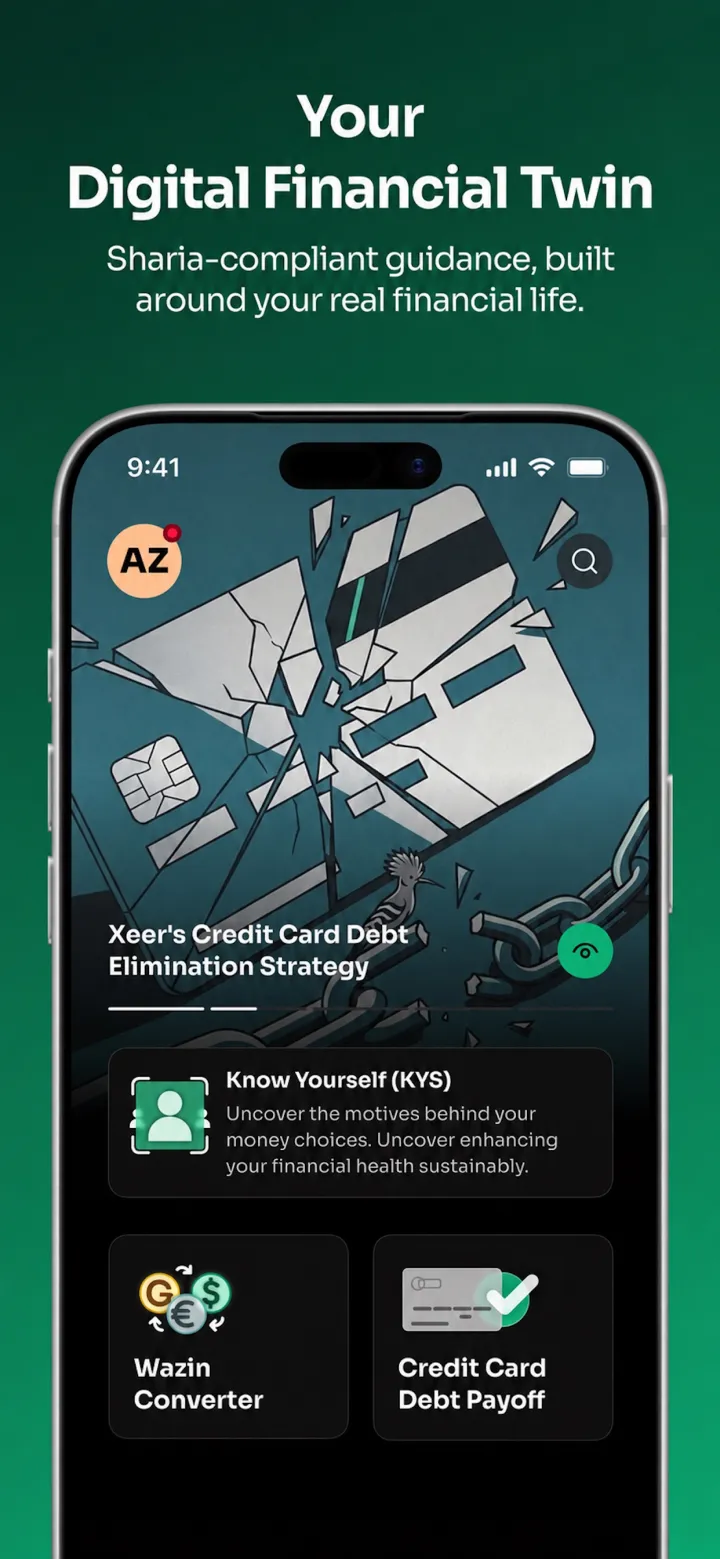 Your
Digital Financial Twin
Sharia-compliant guidance, built
around your real financial life.
9:41
AZ
Xeer's Credit Card Debt
Elimination Strategy
Know Yourself (KYS)
Uncover the motives behind your
money choices. Uncover enhancing
your financial health sustainably.
G $
€
Wazin
Converter
Credit Card
Debt Payoff